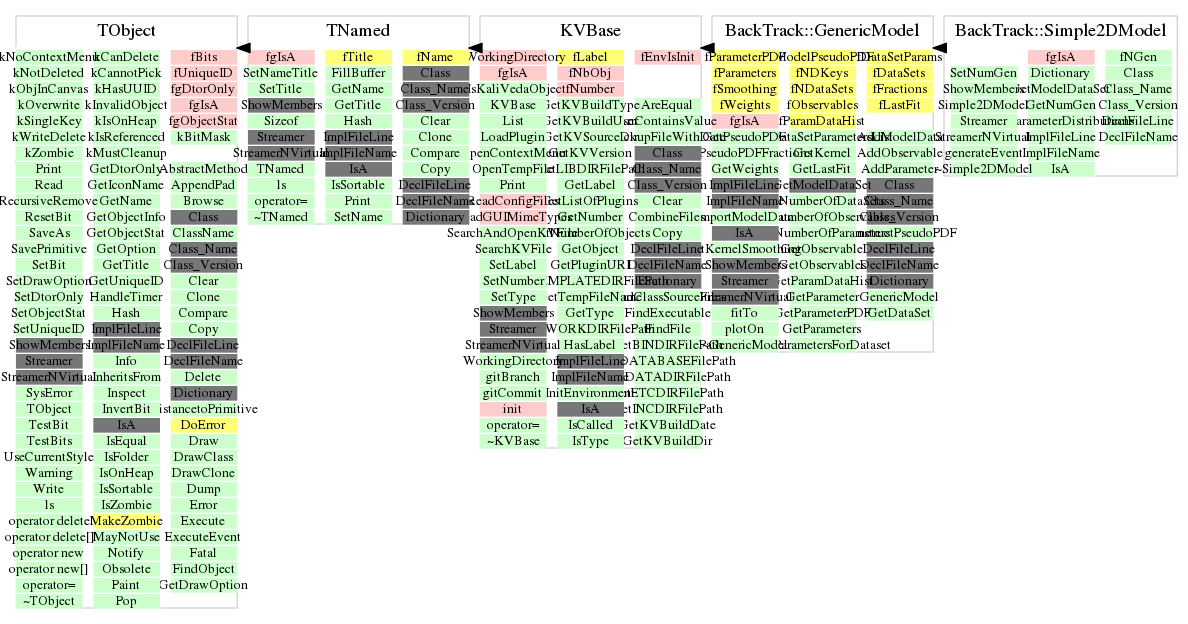 TObject
kNoContextMenu
kNotDeleted
kObjInCanvas
kOverwrite
kSingleKey
kWriteDelete
kZombie
Print
Read
RecursiveRemove
ResetBit
SaveAs
SavePrimitive
SetBit
SetDrawOption
SetDtorOnly
SetObjectStat
SetUniqueID
ShowMembers
Streamer
StreamerNVirtual
SysError
TObject
TestBit
TestBits
UseCurrentStyle
Warning
Write
ls
operator delete
operator delete[]
operator new
operator new[]
operator=
~TObject
kCanDelete
kCannotPick
kHasUUID
kInvalidObject
kIsOnHeap
kIsReferenced
kMustCleanup
GetDtorOnly
GetIconName
GetName
GetObjectInfo
GetObjectStat
GetOption
GetTitle
GetUniqueID
HandleTimer
Hash
ImplFileLine
ImplFileName
Info
InheritsFrom
Inspect
InvertBit
IsA
IsEqual
IsFolder
IsOnHeap
IsSortable
IsZombie
MakeZombie
MayNotUse
Notify
Obsolete
Paint
Pop
fBits
fUniqueID
fgDtorOnly
fgIsA
fgObjectStat
kBitMask
AbstractMethod
AppendPad
Browse
Class
ClassName
Class_Name
Class_Version
Clear
Clone
Compare
Copy
DeclFileLine
DeclFileName
Delete
Dictionary
istancetoPrimitive
DoError
Draw
DrawClass
DrawClone
Dump
Error
Execute
ExecuteEvent
Fatal
FindObject
GetDrawOption
TNamed
fgIsA
SetNameTitle
SetTitle
ShowMembers
Sizeof
Streamer
StreamerNVirtual
TNamed
ls
operator=
~TNamed
fTitle
FillBuffer
GetName
GetTitle
Hash
ImplFileLine
ImplFileName
IsA
IsSortable
Print
SetName
fName
Class
Class_Name
Class_Version
Clear
Clone
Compare
Copy
DeclFileLine
DeclFileName
Dictionary
KVBase
WorkingDirectory
fgIsA
IsKaliVedaObject
KVBase
List
LoadPlugin
OpenContextMenu
OpenTempFile
Print
ReadConfigFiles
ReadGUIMimeTypes
SearchAndOpenKVFile
SearchKVFile
SetLabel
SetNumber
SetType
ShowMembers
Streamer
StreamerNVirtual
WorkingDirectory
gitBranch
gitCommit
init
operator=
~KVBase
fLabel
fNbObj
fNumber
GetKVBuildType
GetKVBuildUser
GetKVSourceDir
GetKVVersion
GetLIBDIRFilePath
GetLabel
GetListOfPlugins
GetNumber
GetNumberOfObjects
GetObject
GetPluginURI
GetTEMPLATEDIRFilePath
GetTempFileName
GetType
GetWORKDIRFilePath
HasLabel
ImplFileLine
ImplFileName
InitEnvironment
IsA
IsCalled
IsType
fEnvIsInit
AreEqual
ContainsValue
BackupFileWithDate
Class
Class_Name
Class_Version
Clear
CombineFiles
Copy
DeclFileLine
DeclFileName
Dictionary
FindClassSourceFiles
FindExecutable
FindFile
GetBINDIRFilePath
GetDATABASEFilePath
GetDATADIRFilePath
GetETCDIRFilePath
GetINCDIRFilePath
GetKVBuildDate
GetKVBuildDir
BackTrack::GenericModel
fParameterPDF
fParameters
fSmoothing
fWeights
fgIsA
GetPseudoPDF
GetPseudoPDFFractions
GetWeights
ImplFileLine
ImplFileName
ImportModelData
IsA
KernelSmoothing
ShowMembers
Streamer
StreamerNVirtual
fitTo
plotOn
~GenericModel
fModelPseudoPDF
fNDKeys
fNDataSets
fObservables
fParamDataHist
GetDataSetParameters
GetKernel
GetLastFit
GetModelDataSet
GetNumberOfDataSets
GetNumberOfObservables
GetNumberOfParameters
GetObservable
GetObservables
GetParamDataHist
GetParameter
GetParameterPDF
GetParameters
GetParametersForDataset
fDataSetParams
fDataSets
fFractions
fLastFit
AddModelData
AddObservable
AddParameter
Class
Class_Name
Class_Version
ConstructPseudoPDF
DeclFileLine
DeclFileName
Dictionary
GenericModel
GetDataSet
BackTrack::Simple2DModel
SetNumGen
ShowMembers
Simple2DModel
Streamer
StreamerNVirtual
generateEvent
~Simple2DModel
fgIsA
Dictionary
GetModelDataSet
GetNumGen
ImplFileLine
ImplFileName
IsA
fNGen
Class
Class_Name
Class_Version
DeclFileLine
DeclFileName